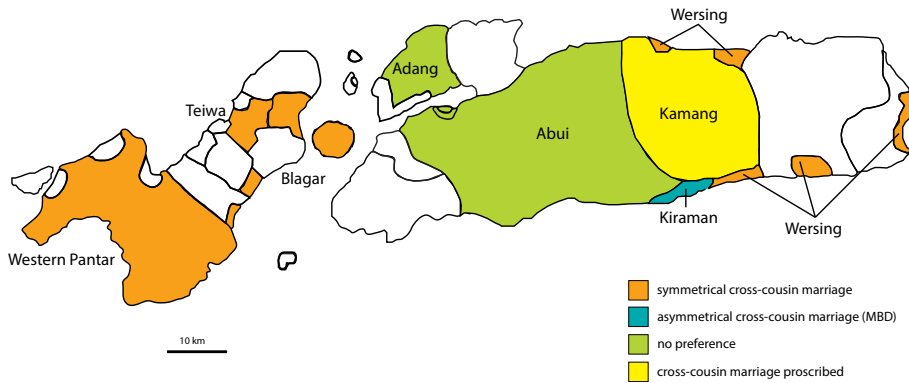 Wersing
Adang
Teiwa
Kamang
Abui
Blagar
Kiraman
Wersing
Western Pantar
symmetrical cross-cousin marriage
asymmetrical cross-cousin marriage (MBD)
no preference
cross-cousin marriage proscribed
10 km